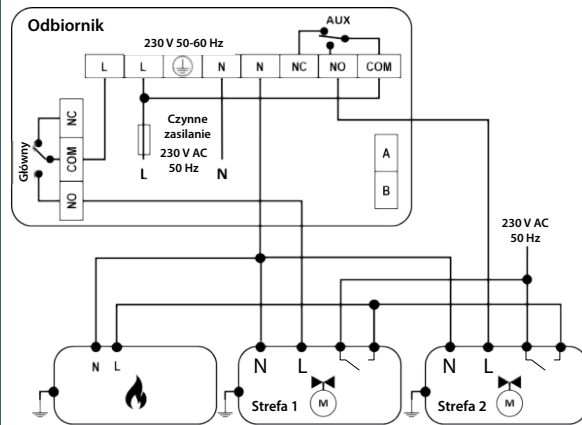 Odbiornik
AUX
230 V 50-60 Hz
L L N N NC NO COM
NC
COM
NO
Główny
Czynne
zasilanie
230 V AC
50 Hz
L N
A
B
230 V AC
50 Hz
N L
N L
N L
Strefa 1
M
Strefa 2
M